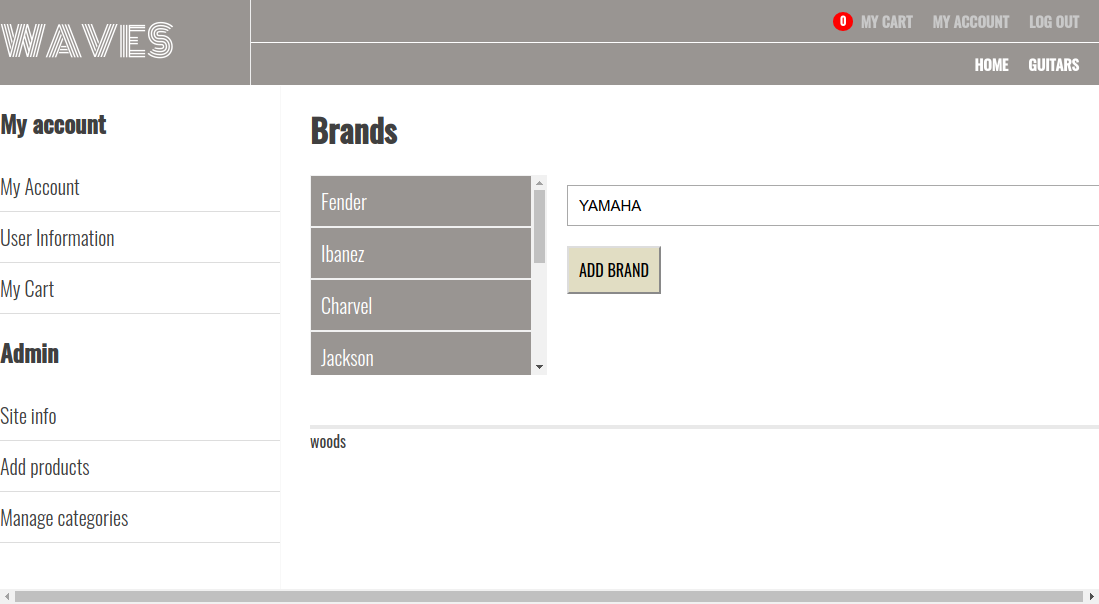 WAVES
0 MY CART MY ACCOUNT LOG OUT
HOME GUITARS
My account
My Account
User Information
My Cart
Admin
Site info
Add products
Manage categories
Brands
Fender
Ibanez
Charvel
Jackson
YAMAHA
ADD BRAND
woods